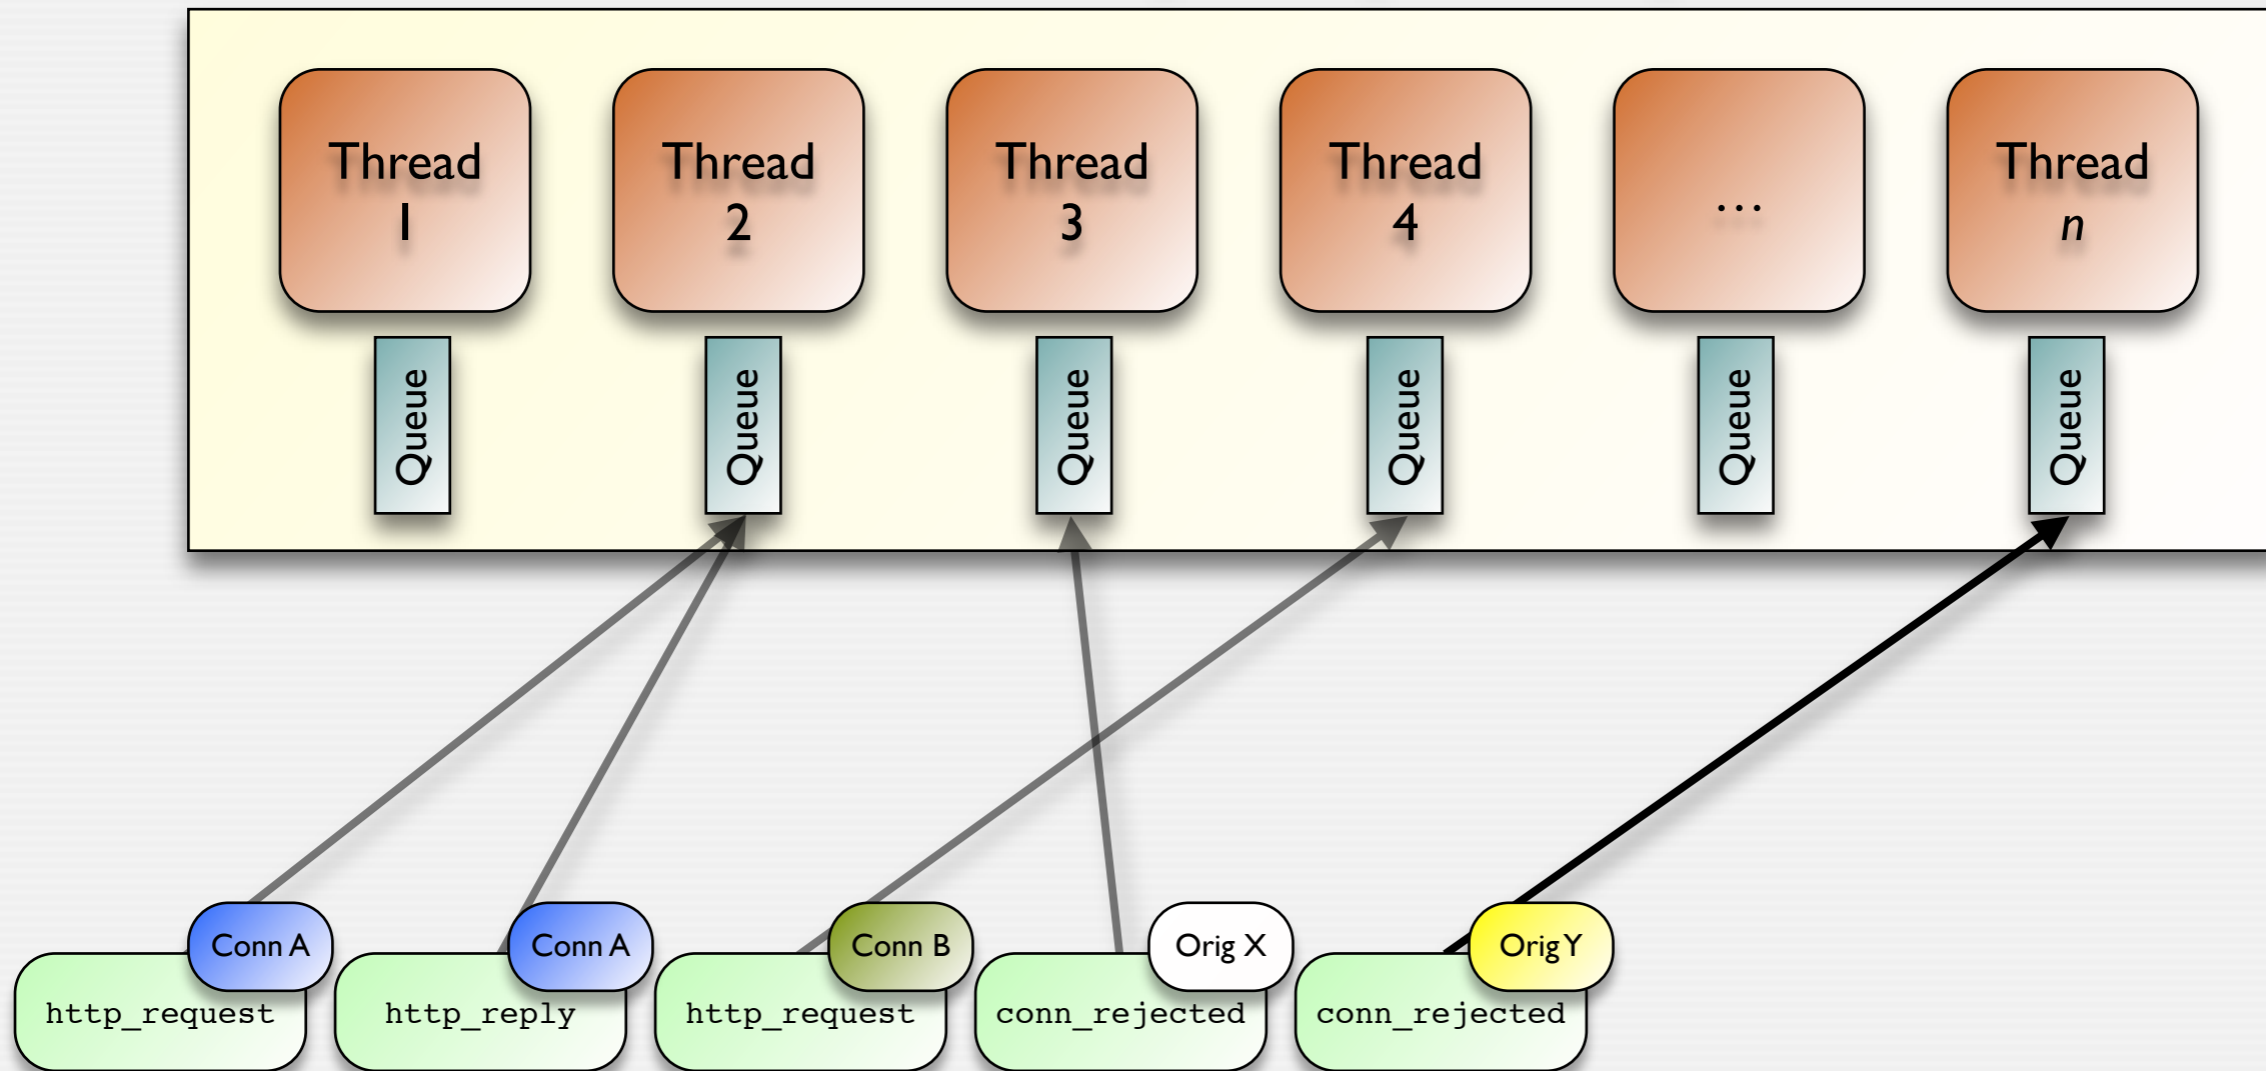 Thread
1
Thread
2
Thread
3
Thread
4
...
Thread
n
Queue
Queue
Queue
Queue
Queue
Queue
Conn A
http_request
Conn A
http_reply
Conn B
http_request
Orig X
conn_rejected
Orig Y
conn_rejected